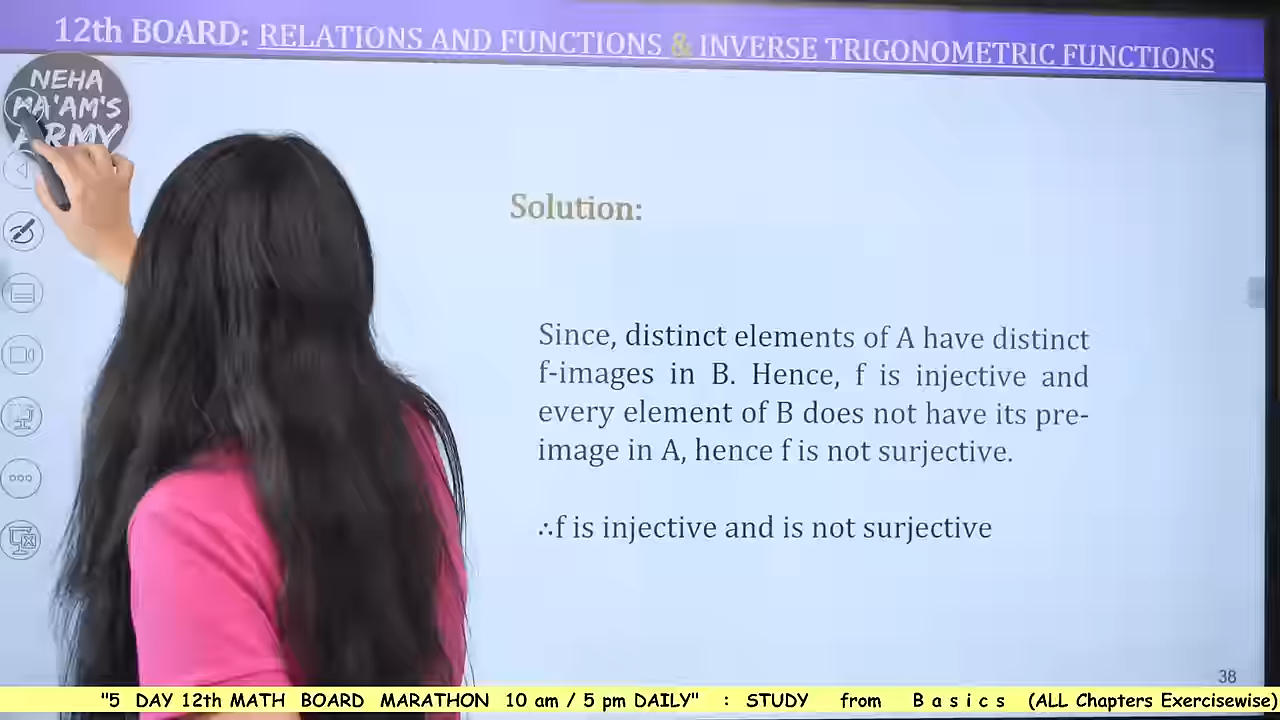 12th BOARD: RELATIONS AND FUNCTIONS & INVERSE TRIGONOMETRIC FUNCTIONS
NEHA
MA'AM'S
ARMY
Solution:
Since, distinct elements of A have distinct
f-images in B. Hence, f is injective and
every element of B does not have its pre-
image in A, hence f is not surjective.
∴f is injective and is not surjective
38
"5 DAY 12th MATH BOARD MARATHON 10 am / 5 pm DAILY" : STUDY from B a s i c s (ALL Chapters Exercisewise)